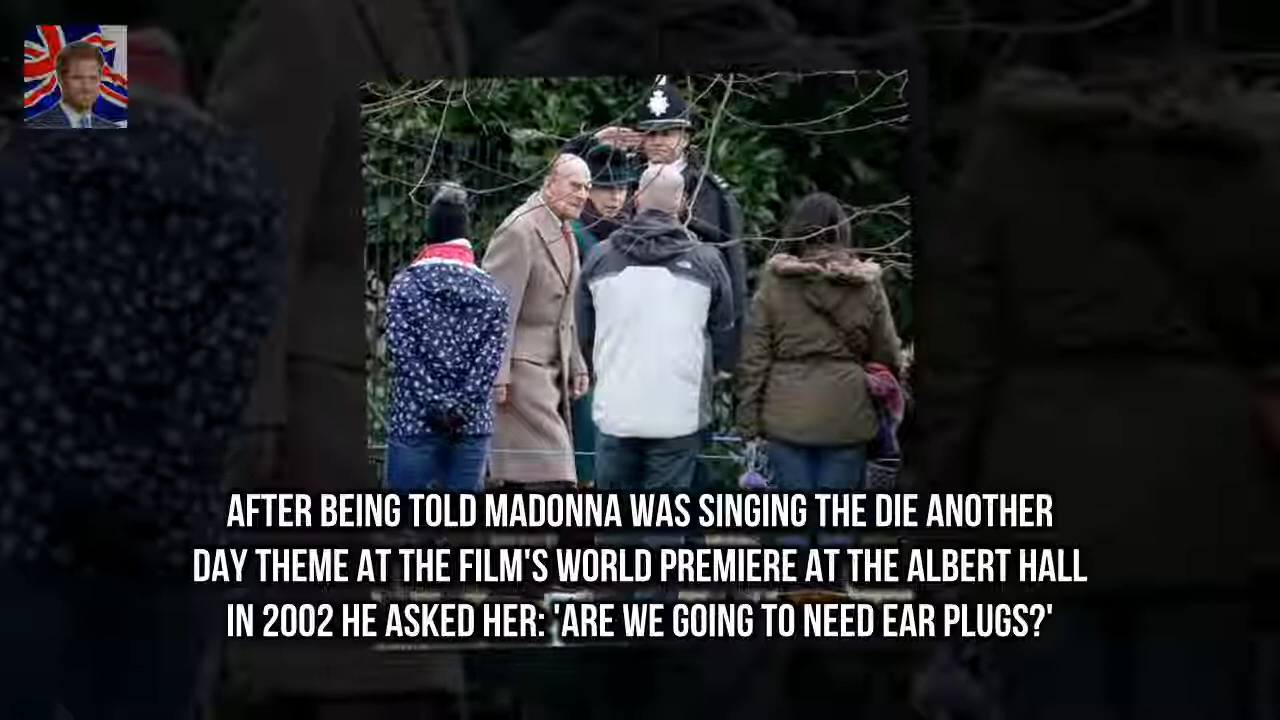 AFTER BEING TOLD MADONNA WAS SINGING THE DIE ANOTHER
DAY THEME AT THE FILM'S WORLD PREMIERE AT THE ALBERT HALL
IN 2002 HE ASKED HER: 'ARE WE GOING TO NEED EAR PLUGS?'